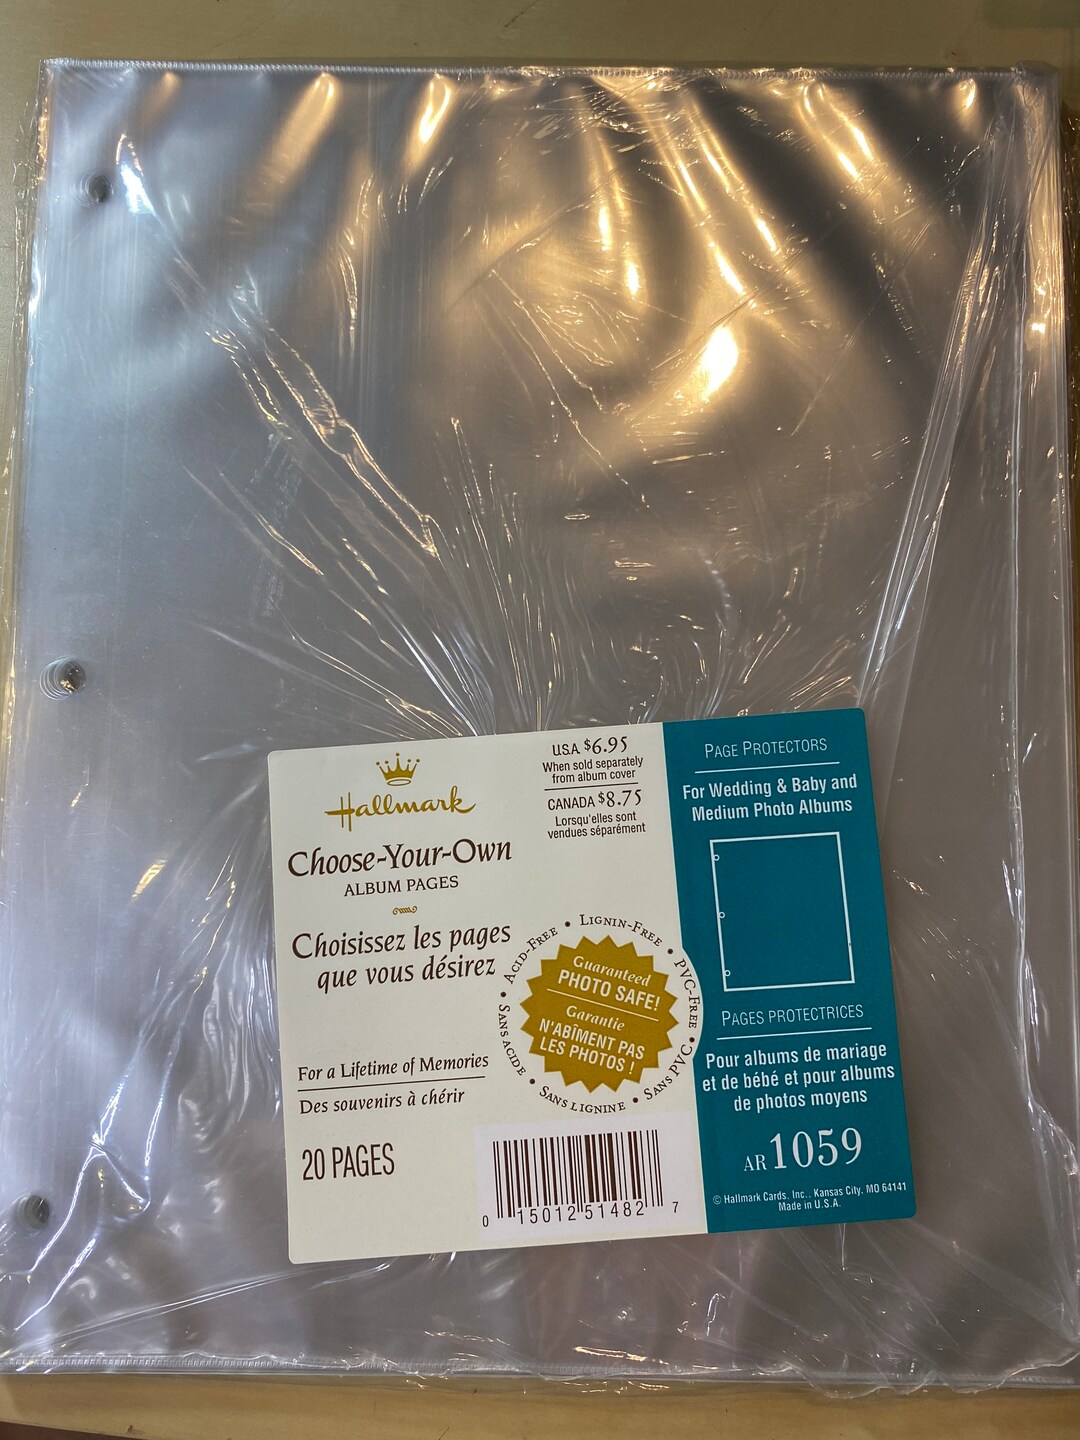 Hallmark
Choose-Your-Own
ALBUM PAGES
Choisissez les pages
que vous désirez
For a Lifetime of Memories
Des souvenirs à chérir
20 PAGES
U.S.A. $6.95
When sold separately
from album cover
CANADA $8.75
Lorsqu'elles sont
vendues séparément
ACID-FREE • LIGNIN-FREE • PVC-FREE •
SANS ACIDE • SANS LIGNINE • SANS PVC •
Guaranteed
PHOTO SAFE!
Garantie
N'ABÎMENT PAS
LES PHOTOS !
0 15012 51482 7
PAGE PROTECTORS
For Wedding & Baby and
Medium Photo Albums
PAGES PROTECTRICES
Pour albums de mariage
et de bébé et pour albums
de photos moyens
AR 1059
© Hallmark Cards, Inc., Kansas City, MO 64141
Made in U.S.A.